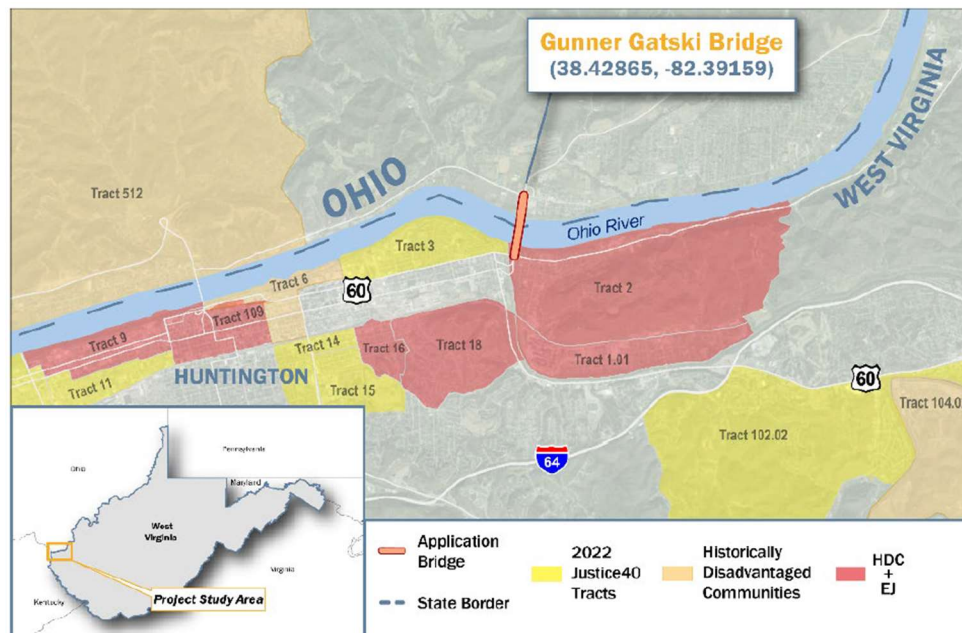 Gunner Gatski Bridge
(38.42865, -82.39159)
OHIO
WEST VIRGINIA
Ohio River
Tract 512
Tract 3
Tract 6
60
Tract 2
Tract 9
Tract 109
Tract 14
Tract 16
Tract 18
Tract 1.01
Tract 11
HUNTINGTON
Tract 15
60
Tract 102.02
Tract 104.0
64
Ohio
Pennsylvania
Maryland
West
Virginia
Virginia
Kentucky
Project Study Area
Application
Bridge
State Border
2022
Justice40
Tracts
Historically
Disadvantaged
Communities
HDC
+
EJ